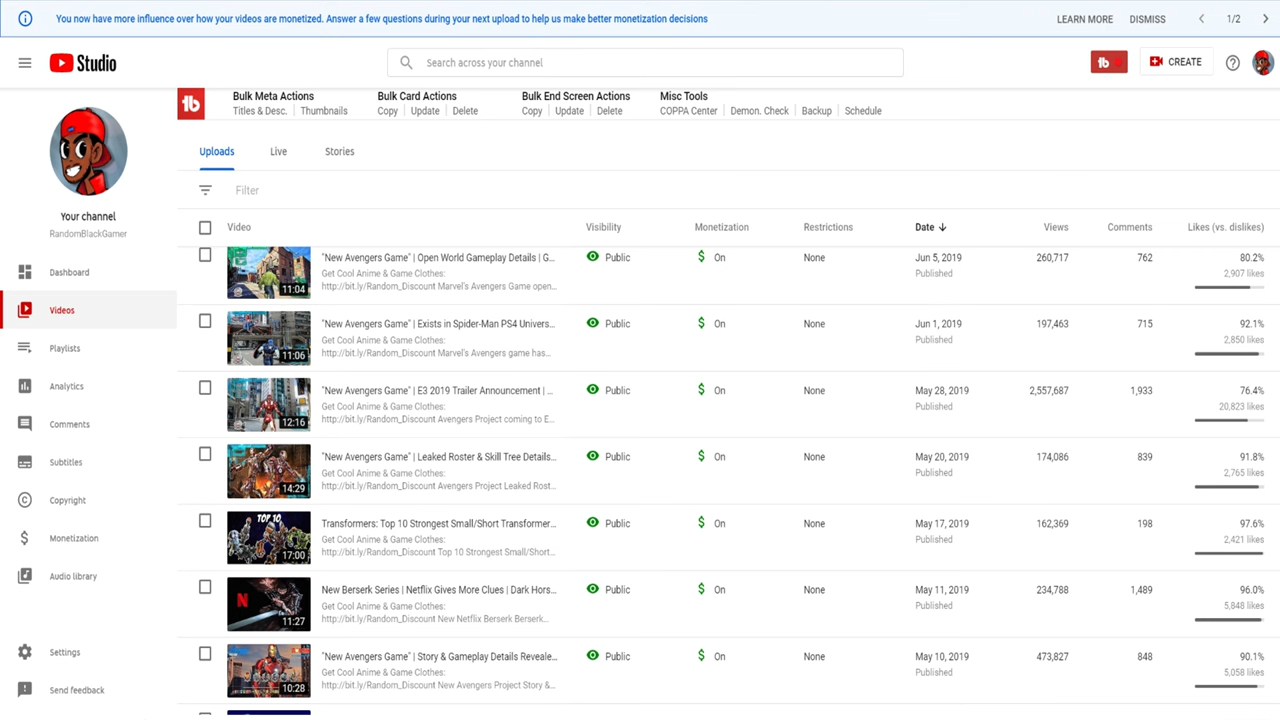 You now have more influence over how your videos are monetized. Answer a few questions during your next upload to help us make better monetization decisions LEARN MORE DISMISS 1/2
Studio Search across your channel CREATE
Bulk Meta Actions Bulk Card Actions Bulk End Screen Actions Misc Tools
Titles & Desc. Thumbnails Copy Update Delete Copy Update Delete COPPA Center Demon. Check Backup Schedule
Uploads Live Stories
Filter
Your channel
RandomBlackGamer
Dashboard
Videos
Playlists
Analytics
Comments
Subtitles
Copyright
Monetization
Audio library
Settings
Send feedback
Video Visibility Monetization Restrictions Date Views Comments Likes (vs. dislikes)
"New Avengers Game" | Open World Gameplay Details | G... Public $ On None Jun 5, 2019 260,717 762 80.2%
Get Cool Anime & Game Clothes: Published 2,907 likes
11:04 http://bit.ly/Random_Discount Marvel's Avengers Game open...
"New Avengers Game" | Exists in Spider-Man PS4 Univers... Public $ On None Jun 1, 2019 197,463 715 92.1%
Get Cool Anime & Game Clothes: Published 2,850 likes
11:06 http://bit.ly/Random_Discount Marvel's Avengers game has...
"New Avengers Game" | E3 2019 Trailer Announcement | ... Public $ On None May 28, 2019 2,557,687 1,933 76.4%
Get Cool Anime & Game Clothes: Published 20,823 likes
12:16 http://bit.ly/Random_Discount Avengers Project coming to E...
"New Avengers Game" | Leaked Roster & Skill Tree Details... Public $ On None May 20, 2019 174,086 839 91.8%
Get Cool Anime & Game Clothes: Published 2,765 likes
14:29 http://bit.ly/Random_Discount Avengers Project Leaked Rost...
TOP 10 Transformers: Top 10 Strongest Small/Short Transformer... Public $ On None May 17, 2019 162,369 198 97.6%
Get Cool Anime & Game Clothes: Published 2,421 likes
17:00 http://bit.ly/Random_Discount Top 10 Strongest Small/Short...
N New Berserk Series | Netflix Gives More Clues | Dark Hors... Public $ On None May 11, 2019 234,788 1,489 96.0%
Get Cool Anime & Game Clothes: Published 5,848 likes
11:27 http://bit.ly/Random_Discount New Netflix Berserk Berserk...
"New Avengers Game" | Story & Gameplay Details Reveale... Public $ On None May 10, 2019 473,827 848 90.1%
Get Cool Anime & Game Clothes: Published 5,058 likes
10:28 http://bit.ly/Random_Discount New Avengers Project Story &...